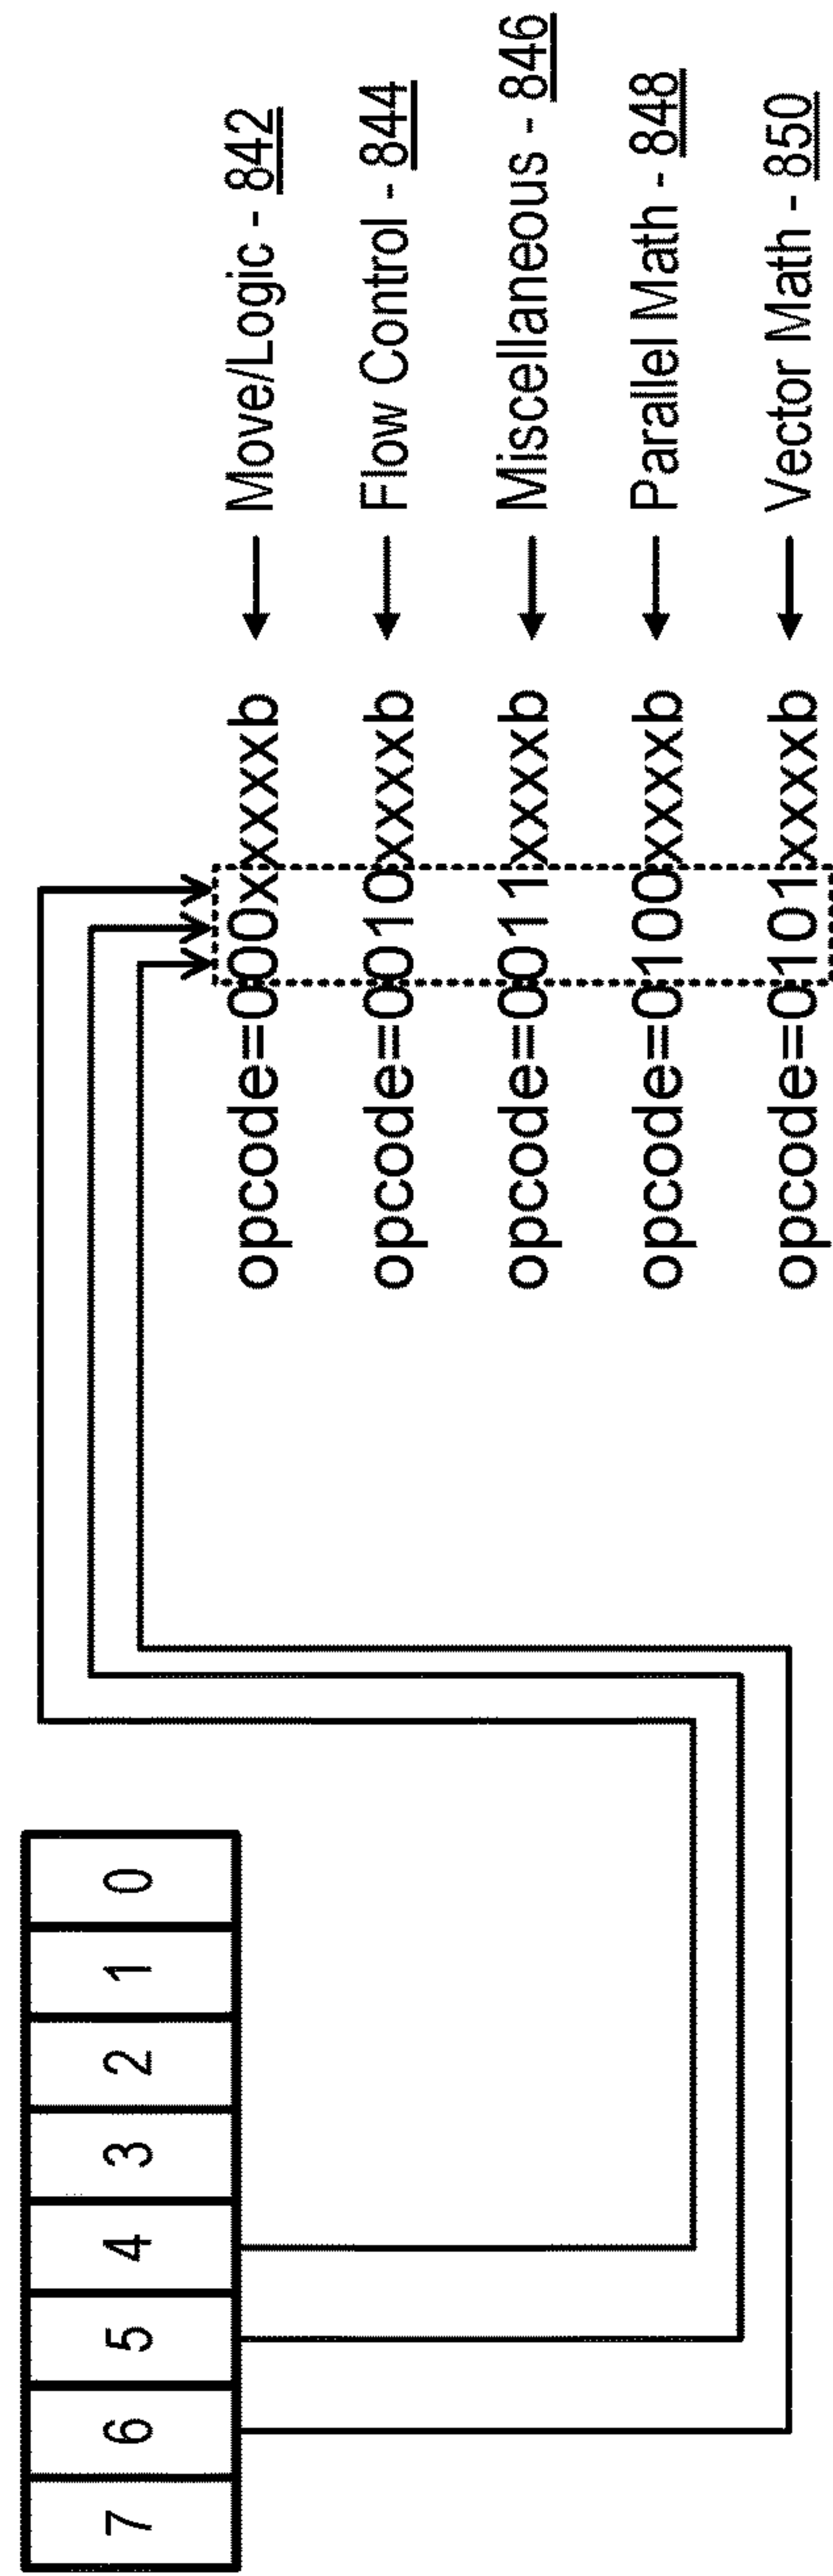 7 6 5 4 3 2 1 0
opcode=000xxxxxb ← Move/Logic - 842
opcode=0010xxxxb ← Flow Control - 844
opcode=0011xxxxb ← Miscellaneous - 846
opcode=0100xxxxb ← Parallel Math - 848
opcode=0101xxxxb ← Vector Math - 850